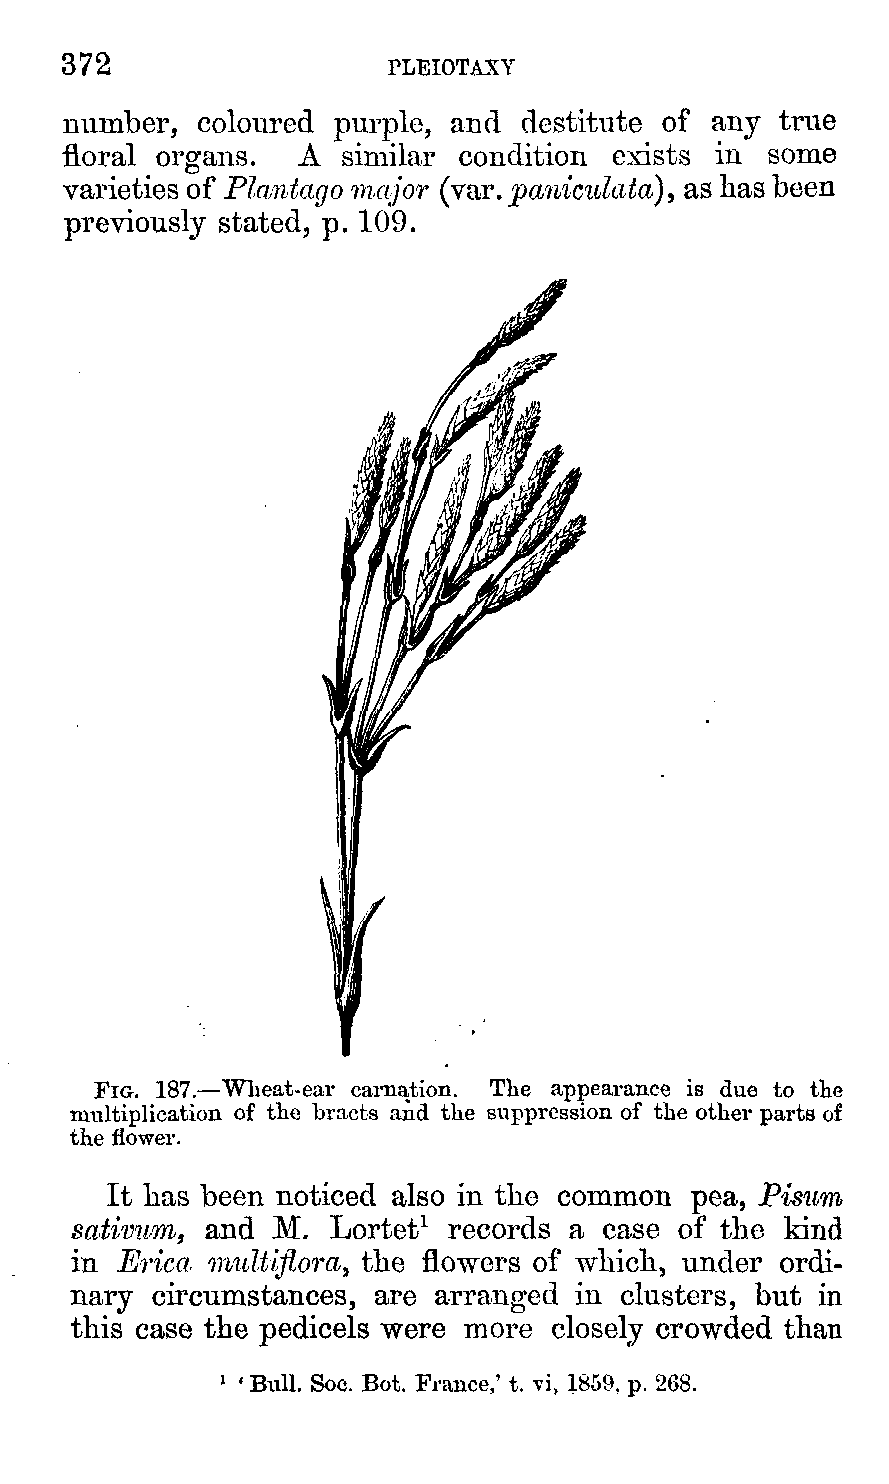 372 PLEIOTAXY
number, coloured purple, and destitute of any true
floral organs. A similar condition exists in some
varieties of Plantago major (var. paniculata), as has been
previously stated, p. 109.
FIG. 187.—Wheat-ear carnation. The appearance is due to the
multiplication of the bracts and the suppression of the other parts of
the flower.
It has been noticed also in the common pea, Pisum
sativum, and M. Lortet¹ records a case of the kind
in Erica multiflora, the flowers of which, under ordi-
nary circumstances, are arranged in clusters, but in
this case the pedicels were more closely crowded than
¹ ‘Bull. Soc. Bot. France,’ t. vi, 1859, p. 268.